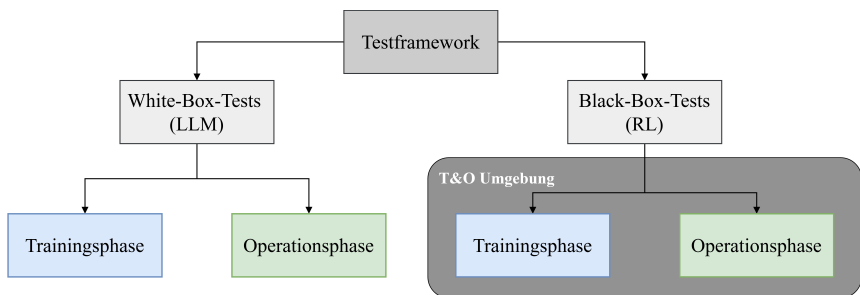 Testframework
White-Box-Tests
(LLM)
Black-Box-Tests
(RL)
T&O Umgebung
Trainingsphase
Operationsphase
Trainingsphase
Operationsphase